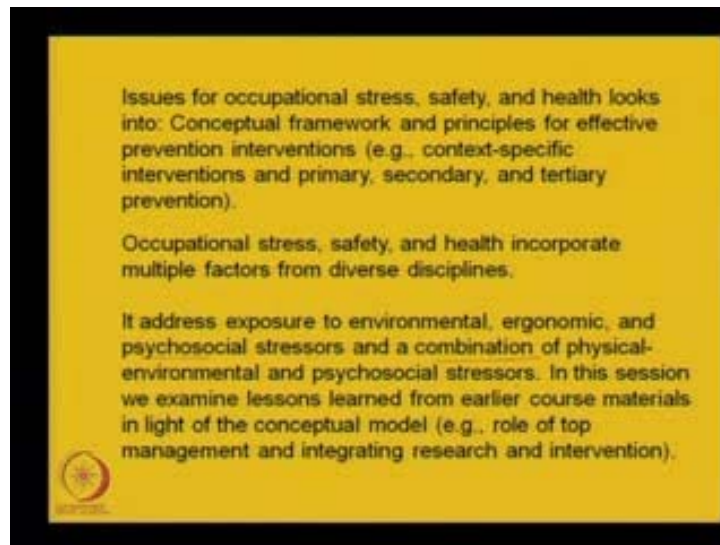 Issues for occupational stress, safety, and health looks
into: Conceptual framework and principles for effective
prevention interventions (e.g., context-specific
interventions and primary, secondary, and tertiary
prevention).
Occupational stress, safety, and health incorporate
multiple factors from diverse disciplines.
It address exposure to environmental, ergonomic, and
psychosocial stressors and a combination of physical-
environmental and psychosocial stressors. In this session
we examine lessons learned from earlier course materials
in light of the conceptual model (e.g., role of top
management and integrating research and intervention).